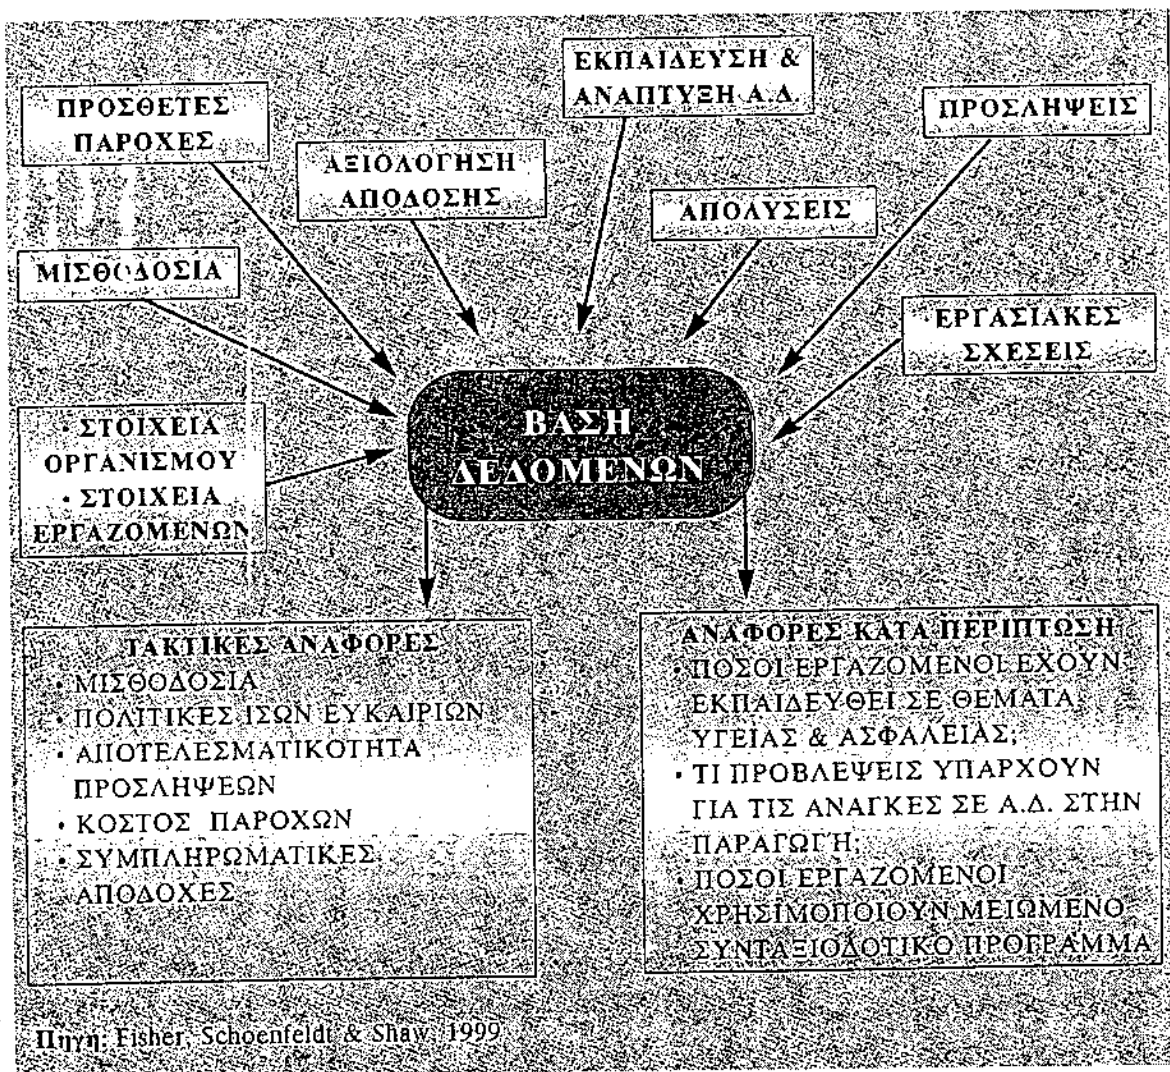 ΕΚΠΑΙΔΕΥΣΗ &
ΑΝΑΠΤΥΞΗ Α.Δ.
ΠΡΟΣΘΕΤΕΣ
ΠΑΡΟΧΕΣ
ΠΡΟΣΛΗΨΕΙΣ
ΑΞΙΟΛΟΓΗΣΗ
ΑΠΟΔΟΣΗΣ
ΑΠΟΛΥΣΕΙΣ
ΜΙΣΘΟΔΟΣΙΑ
ΕΡΓΑΣΙΑΚΕΣ
ΣΧΕΣΕΙΣ
• ΣΤΟΙΧΕΙΑ
ΟΡΓΑΝΙΣΜΟΥ
• ΣΤΟΙΧΕΙΑ
ΕΡΓΑΖΟΜΕΝΩΝ
ΒΑΣΗ
ΔΕΔΟΜΕΝΩΝ
ΤΑΚΤΙΚΕΣ ΑΝΑΦΟΡΕΣ
• ΜΙΣΘΟΔΟΣΙΑ
• ΠΟΛΙΤΙΚΕΣ ΙΣΩΝ ΕΥΚΑΙΡΙΩΝ
• ΑΠΟΤΕΛΕΣΜΑΤΙΚΟΤΗΤΑ
ΠΡΟΣΛΗΨΕΩΝ
• ΚΟΣΤΟΣ ΠΑΡΟΧΩΝ
• ΣΥΜΠΛΗΡΩΜΑΤΙΚΕΣ
ΑΠΟΔΟΧΕΣ
ΑΝΑΦΟΡΕΣ ΚΑΤΑ ΠΕΡΙΠΤΩΣΗ
• ΠΟΣΟΙ ΕΡΓΑΖΟΜΕΝΟΙ ΕΧΟΥΝ
ΕΚΠΑΙΔΕΥΘΕΙ ΣΕ ΘΕΜΑΤΑ
ΥΓΕΙΑΣ & ΑΣΦΑΛΕΙΑΣ;
• ΤΙ ΠΡΟΒΛΕΨΕΙΣ ΥΠΑΡΧΟΥΝ
ΓΙΑ ΤΙΣ ΑΝΑΓΚΕΣ ΣΕ Α.Δ. ΣΤΗΝ
ΠΑΡΑΓΩΓΗ;
• ΠΟΣΟΙ ΕΡΓΑΖΟΜΕΝΟΙ
ΧΡΗΣΙΜΟΠΟΙΟΥΝ ΜΕΙΩΜΕΝΟ
ΣΥΝΤΑΞΙΟΔΟΤΙΚΟ ΠΡΟΓΡΑΜΜΑ
Πηγη: Fisher, Schoenfeldt & Shaw, 1999